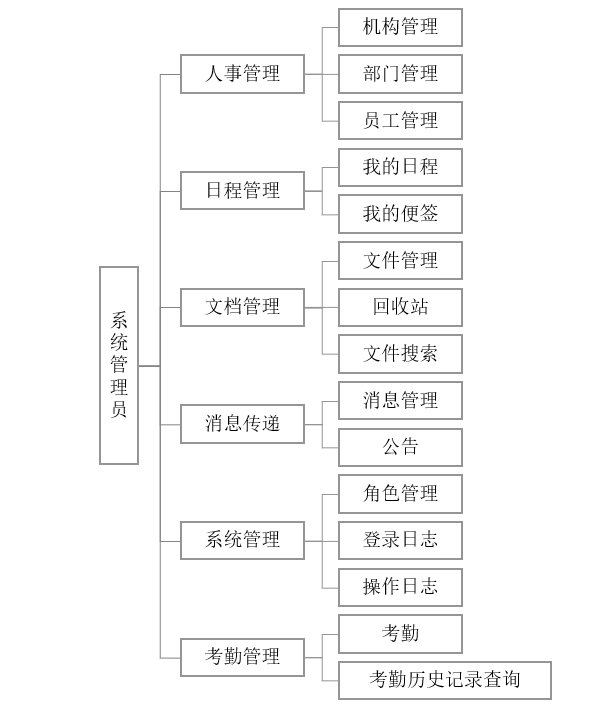 系统管理员
人事管理
机构管理
部门管理
员工管理
日程管理
我的日程
我的便签
文档管理
文件管理
回收站
文件搜索
消息传递
消息管理
公告
系统管理
角色管理
登录日志
操作日志
考勤管理
考勤
考勤历史记录查询